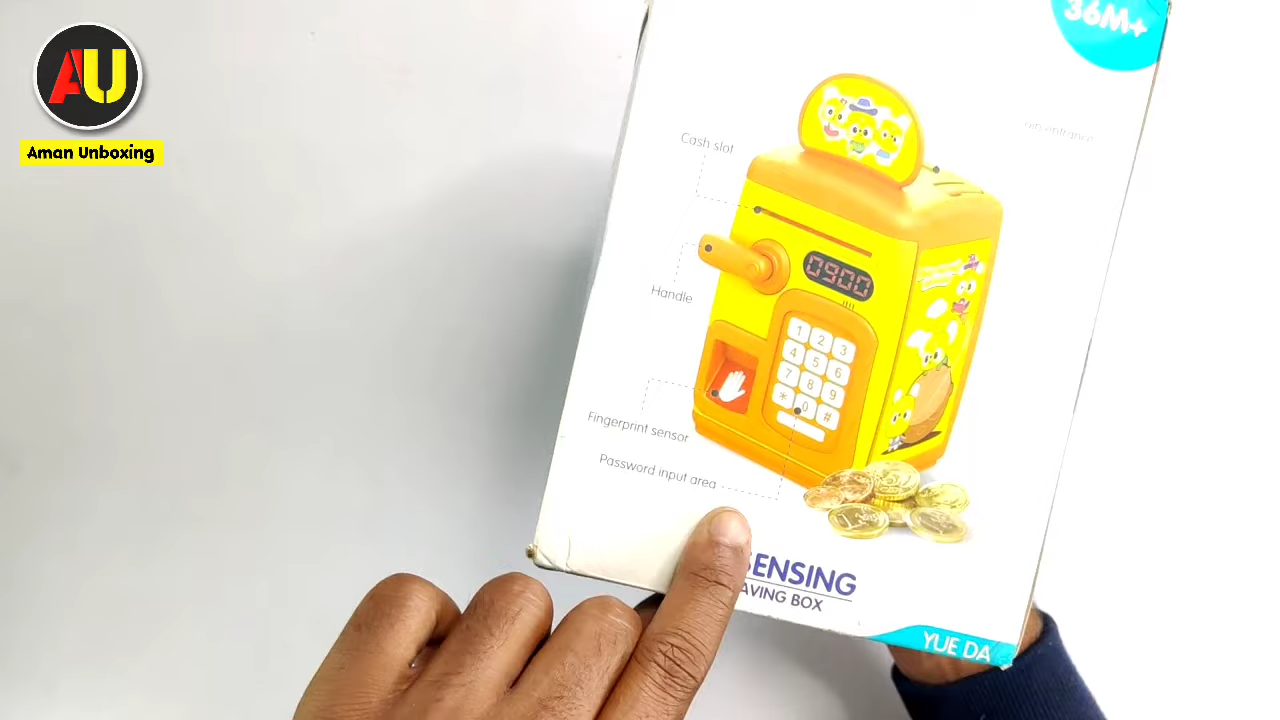 AU
Aman Unboxing
36M+
Cash slot
0900
Handle
1 2 3
4 5 6
7 8 9
* 0 #
Fingerprint sensor
Password input area
SENSING
AVING BOX
YUE DA